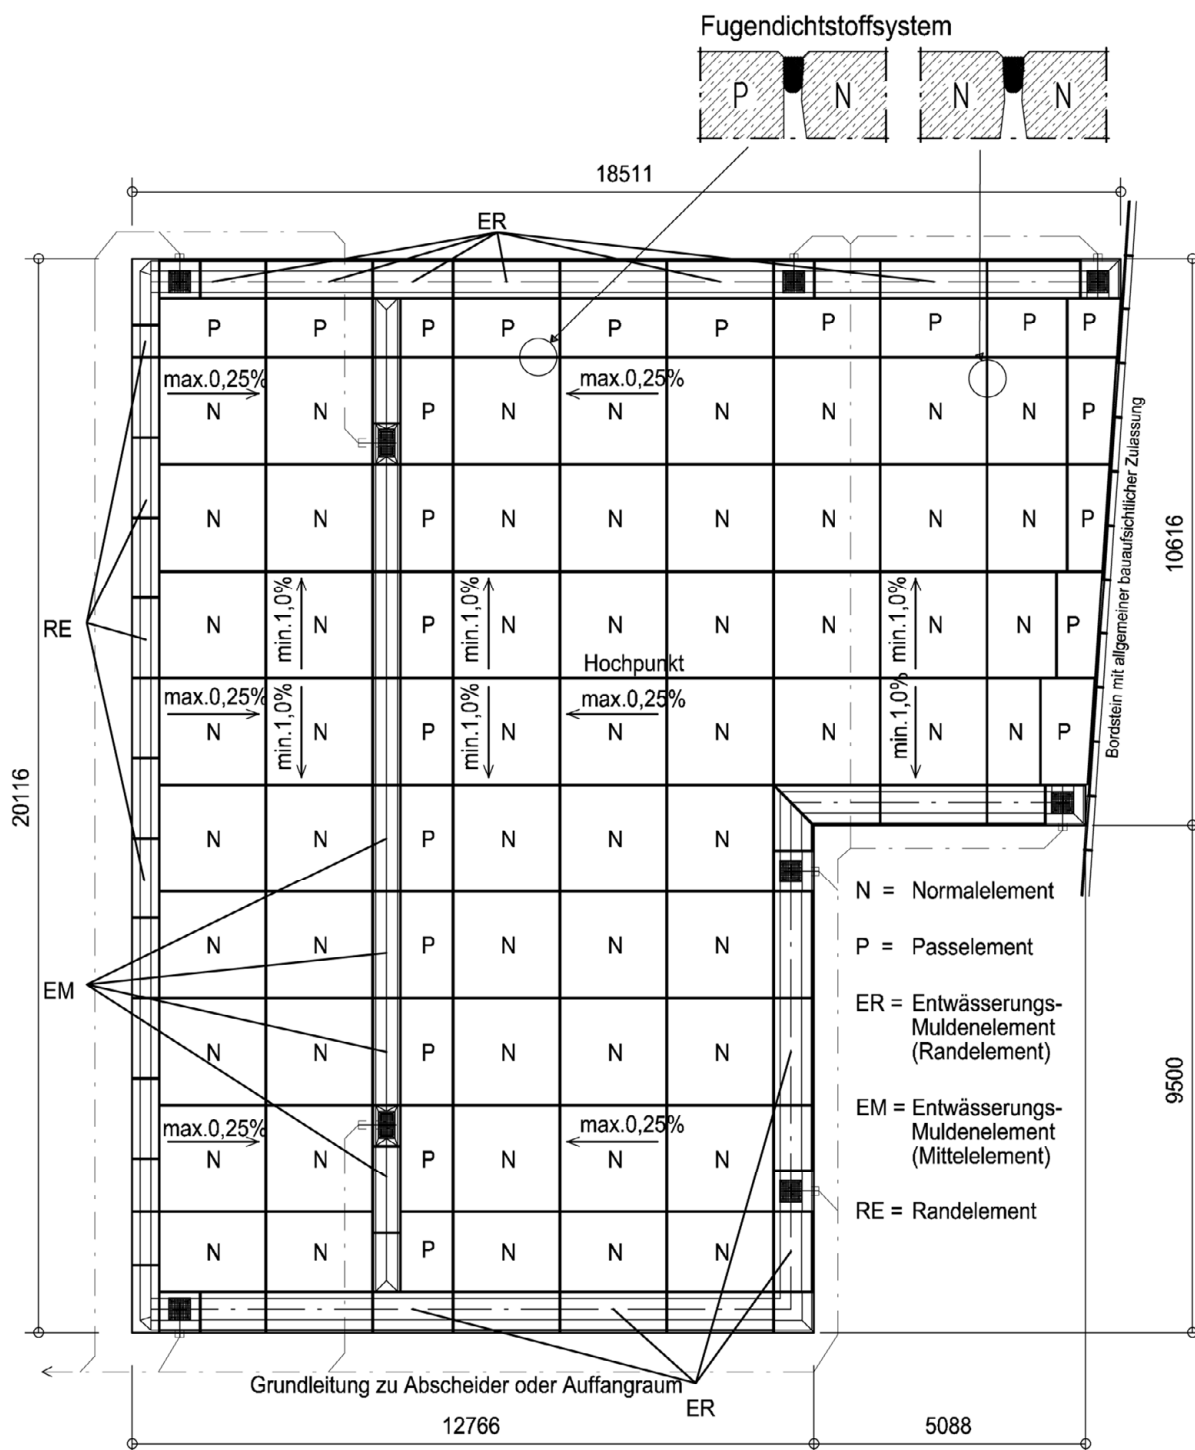 Fugendichtstoffsystem
P N N N
18511
ER
P P P P P P P P P P
max.0,25% max.0,25%
N N P N N N N N N P
N N P N N N N N N P
min.1,0% min.1,0% min.1,0%
N N P N N N N N N P
RE
Hochpunkt
max.0,25% max.0,25%
min.1,0% min.1,0% min.1,0%
N N P N N N N N N P
Bordstein mit allgemeiner bauaufsichtlicher Zulassung
10616
20116
N N P N N N
N N P N N N
EM
N N P N N N
max.0,25% max.0,25%
N N P N N N
N N P N N N
N = Normalelement
P = Passelement
ER = Entwässerungs-
Muldenelement
(Randelement)
EM = Entwässerungs-
Muldenelement
(Mittelelement)
RE = Randelement
9500
Grundleitung zu Abscheider oder Auffangraum
ER
12766
5088